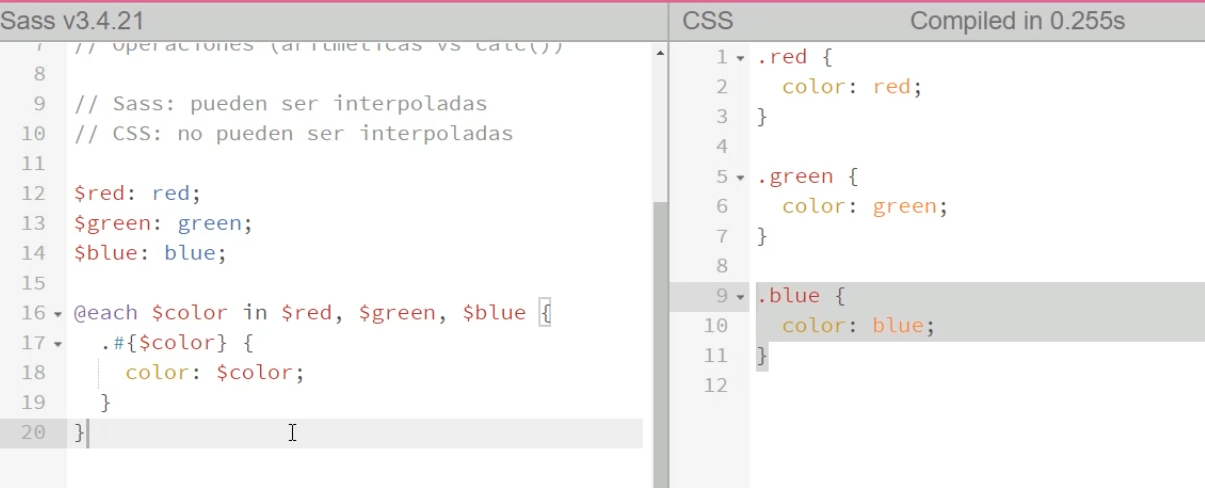 Sass v3.4.21
7 // Operaciones (aritméticas vs calc())
8
9 // Sass: pueden ser interpoladas
10 // CSS: no pueden ser interpoladas
11
12 $red: red;
13 $green: green;
14 $blue: blue;
15
16 @each $color in $red, $green, $blue {
17 .#{$color} {
18 color: $color;
19 }
20 }
CSS Compiled in 0.255s
1 .red {
2 color: red;
3 }
4
5 .green {
6 color: green;
7 }
8
9 .blue {
10 color: blue;
11 }
12